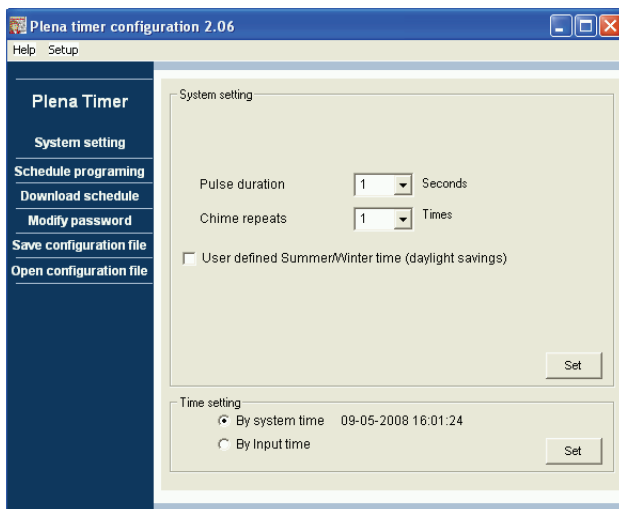 Plena timer configuration 2.06
Help Setup
Plena Timer
System setting
Schedule programing
Download schedule
Modify password
Save configuration file
Open configuration file
System setting
Pulse duration 1 Seconds
Chime repeats 1 Times
User defined Summer/Winter time (daylight savings)
Set
Time setting
By system time 09-05-2008 16:01:24
By Input time
Set